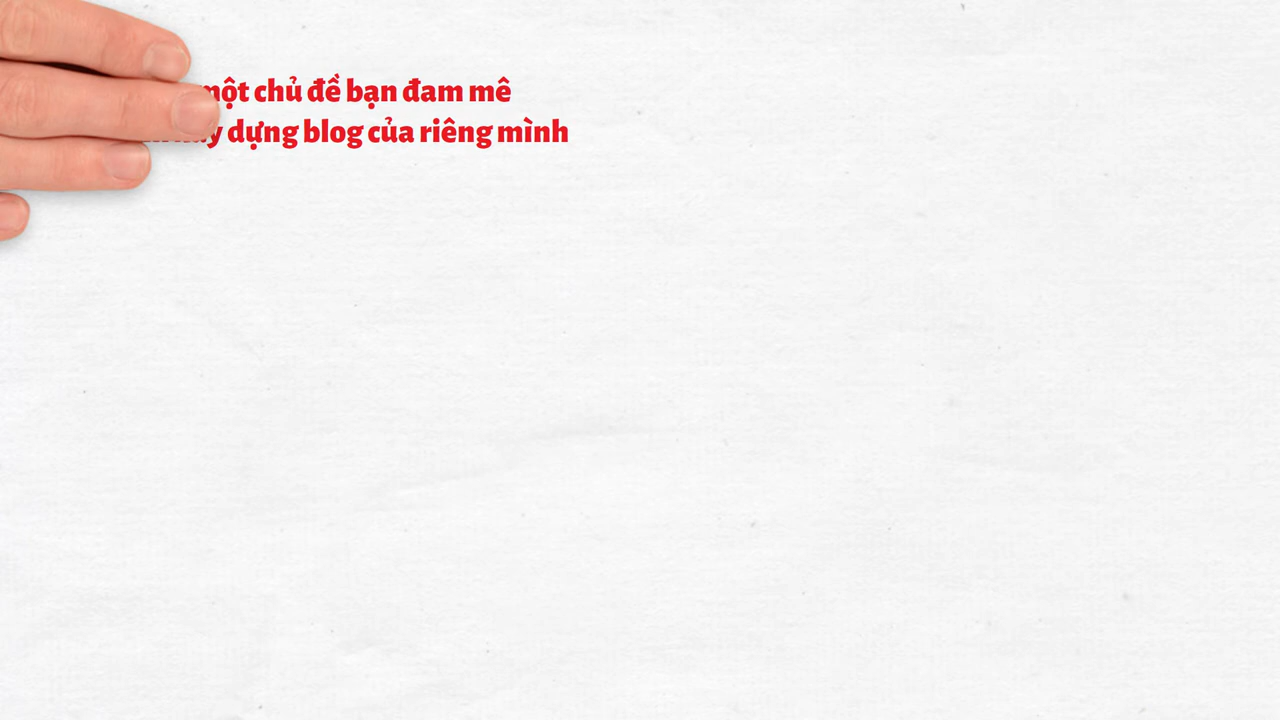 một chủ đề bạn đam mê
dựng blog của riêng mình